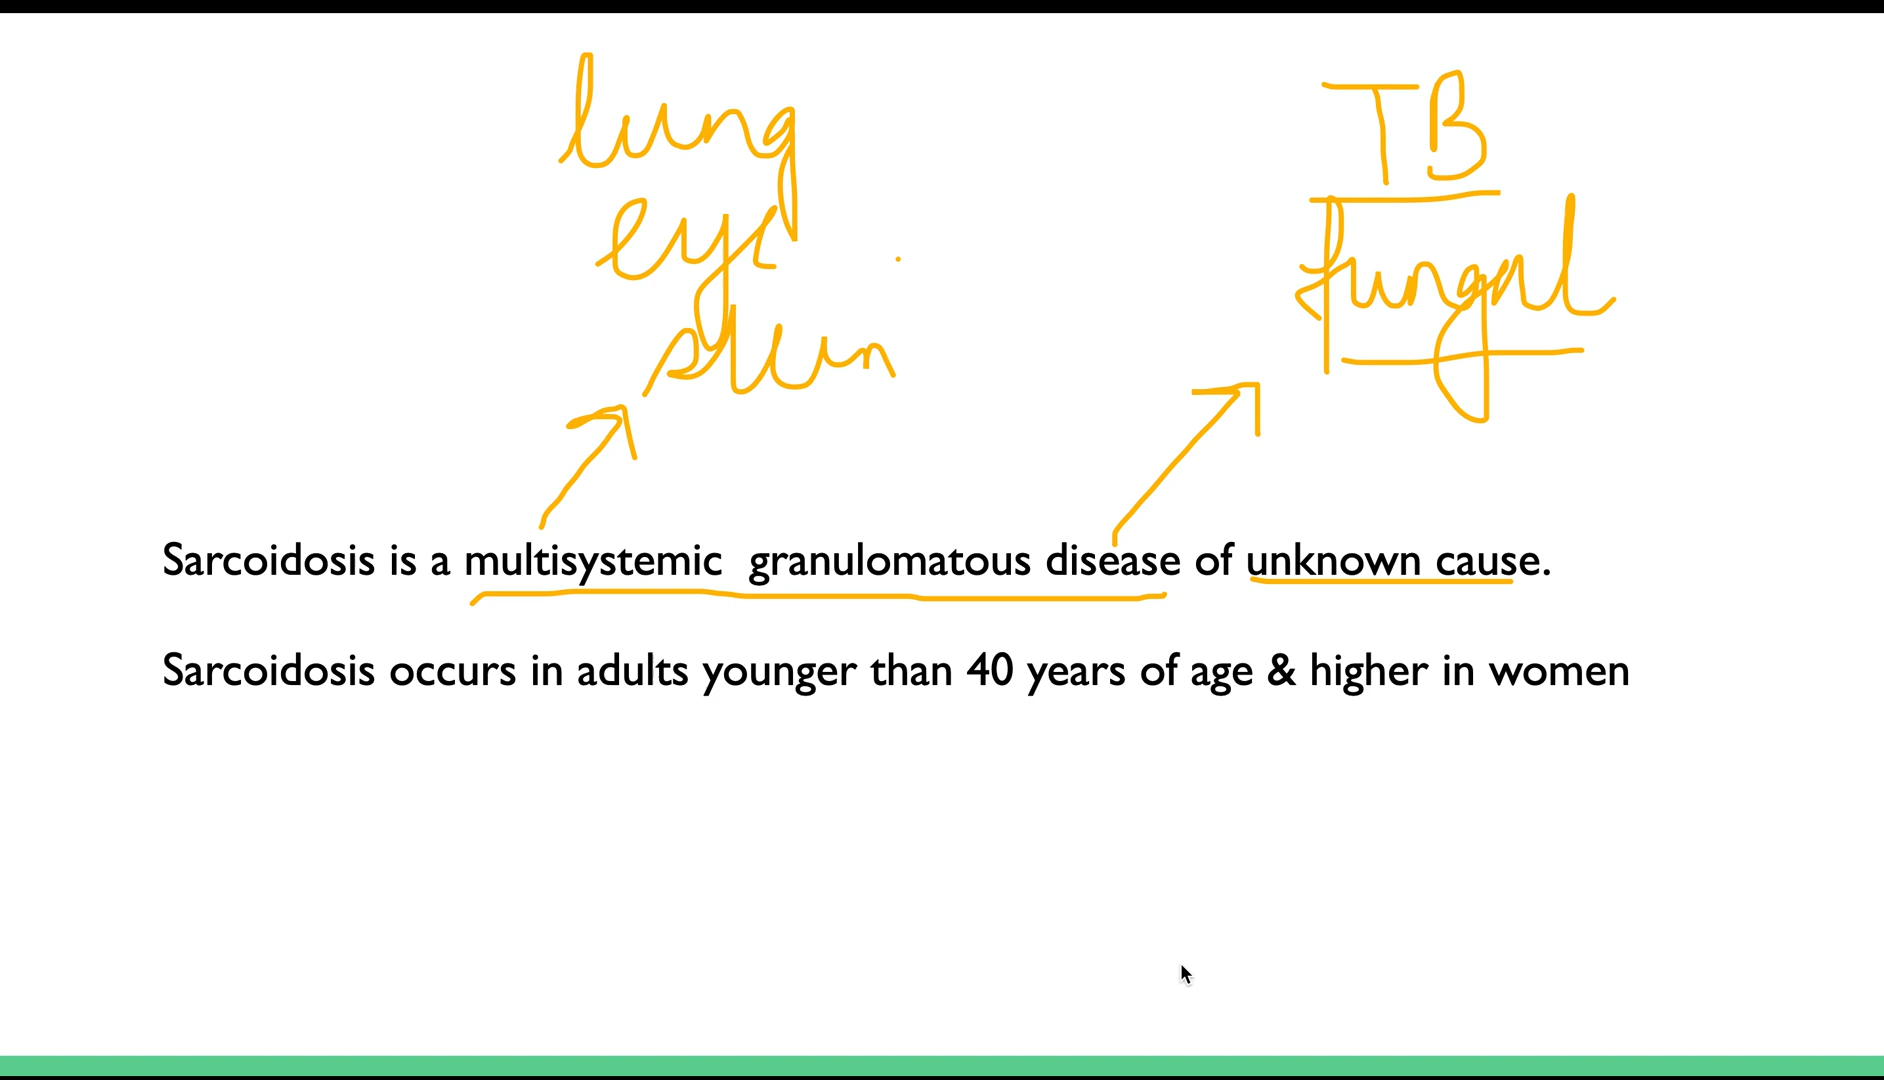 lung
eye
skin
TB
fungal
Sarcoidosis is a multisystemic granulomatous disease of unknown cause.
Sarcoidosis occurs in adults younger than 40 years of age & higher in women